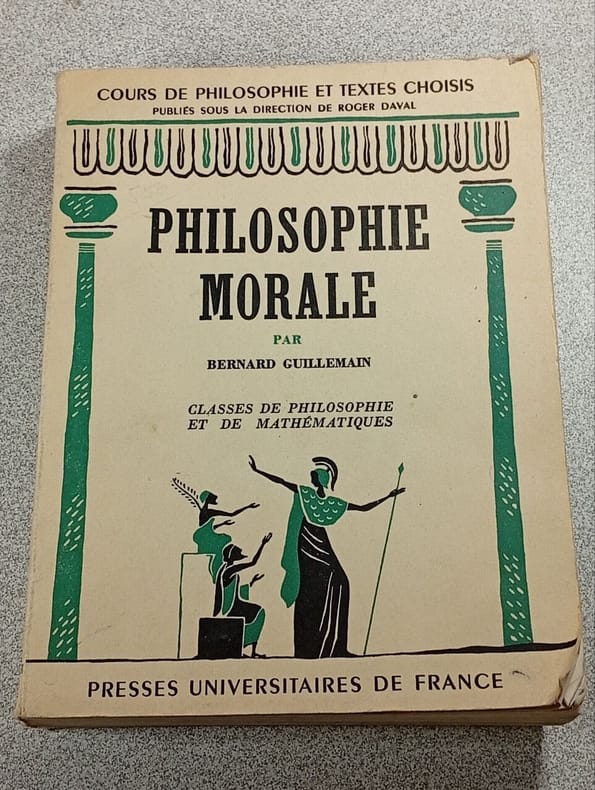 COURS DE PHILOSOPHIE ET TEXTES CHOISIS
PUBLIÉS SOUS LA DIRECTION DE ROGER DAVAL
PHILOSOPHIE
MORALE
PAR
BERNARD GUILLEMAIN
CLASSES DE PHILOSOPHIE
ET DE MATHÉMATIQUES
PRESSES UNIVERSITAIRES DE FRANCE